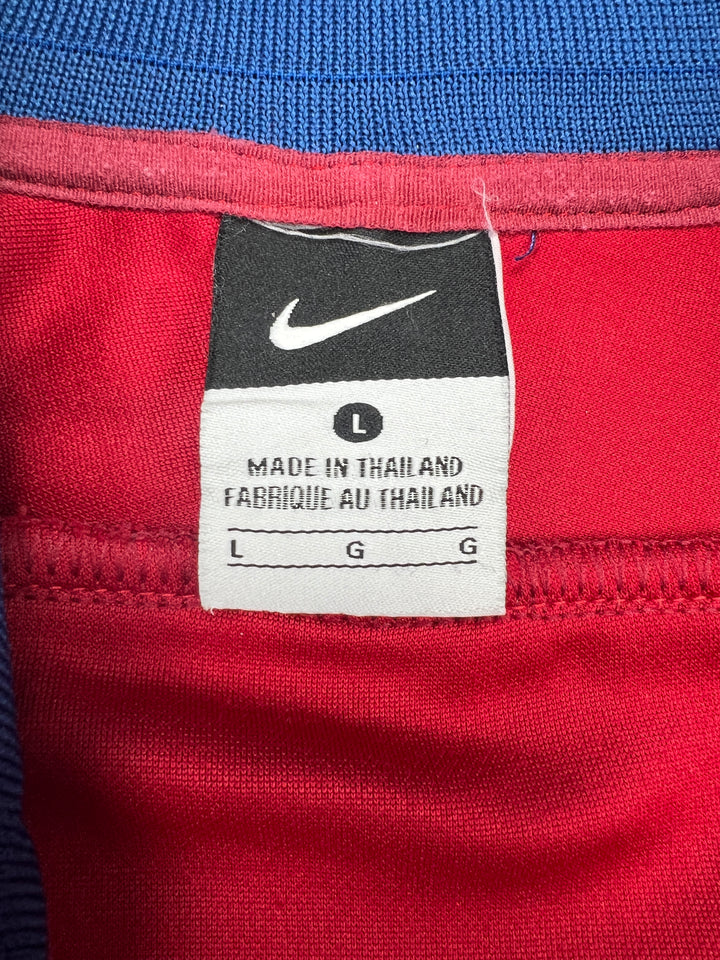 L
MADE IN THAILAND
FABRIQUE AU THAILAND
L G G